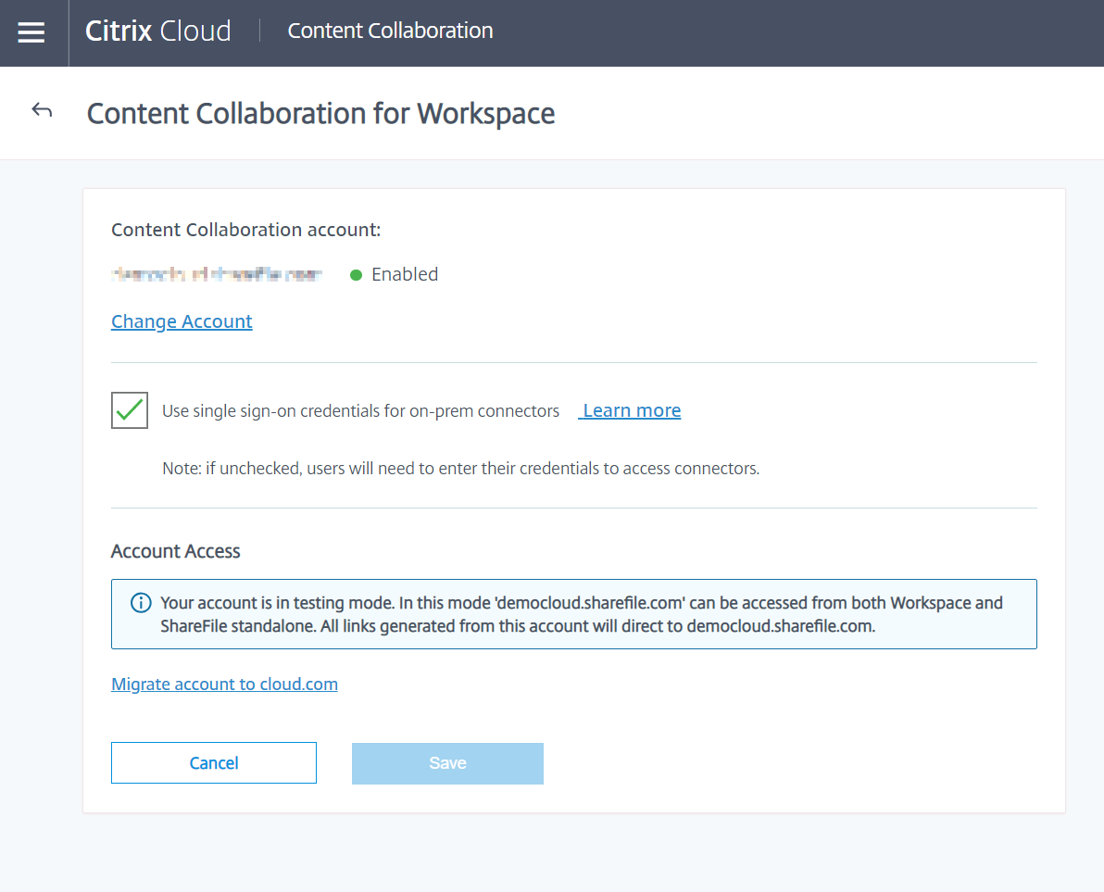 Citrix Cloud Content Collaboration
Content Collaboration for Workspace
Content Collaboration account:
Enabled
Change Account
Use single sign-on credentials for on-prem connectors Learn more
Note: if unchecked, users will need to enter their credentials to access connectors.
Account Access
Your account is in testing mode. In this mode 'democloud.sharefile.com' can be accessed from both Workspace and
ShareFile standalone. All links generated from this account will direct to democloud.sharefile.com.
Migrate account to cloud.com
Cancel Save